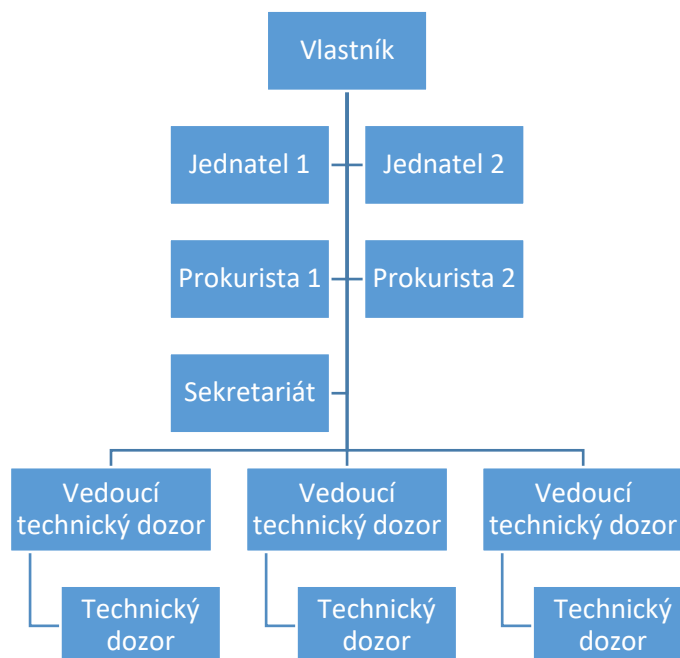 Vlastník
Jednatel 1
Jednatel 2
Prokurista 1
Prokurista 2
Sekretariát
Vedoucí
technický dozor
Vedoucí
technický dozor
Vedoucí
technický dozor
Technický
dozor
Technický
dozor
Technický
dozor